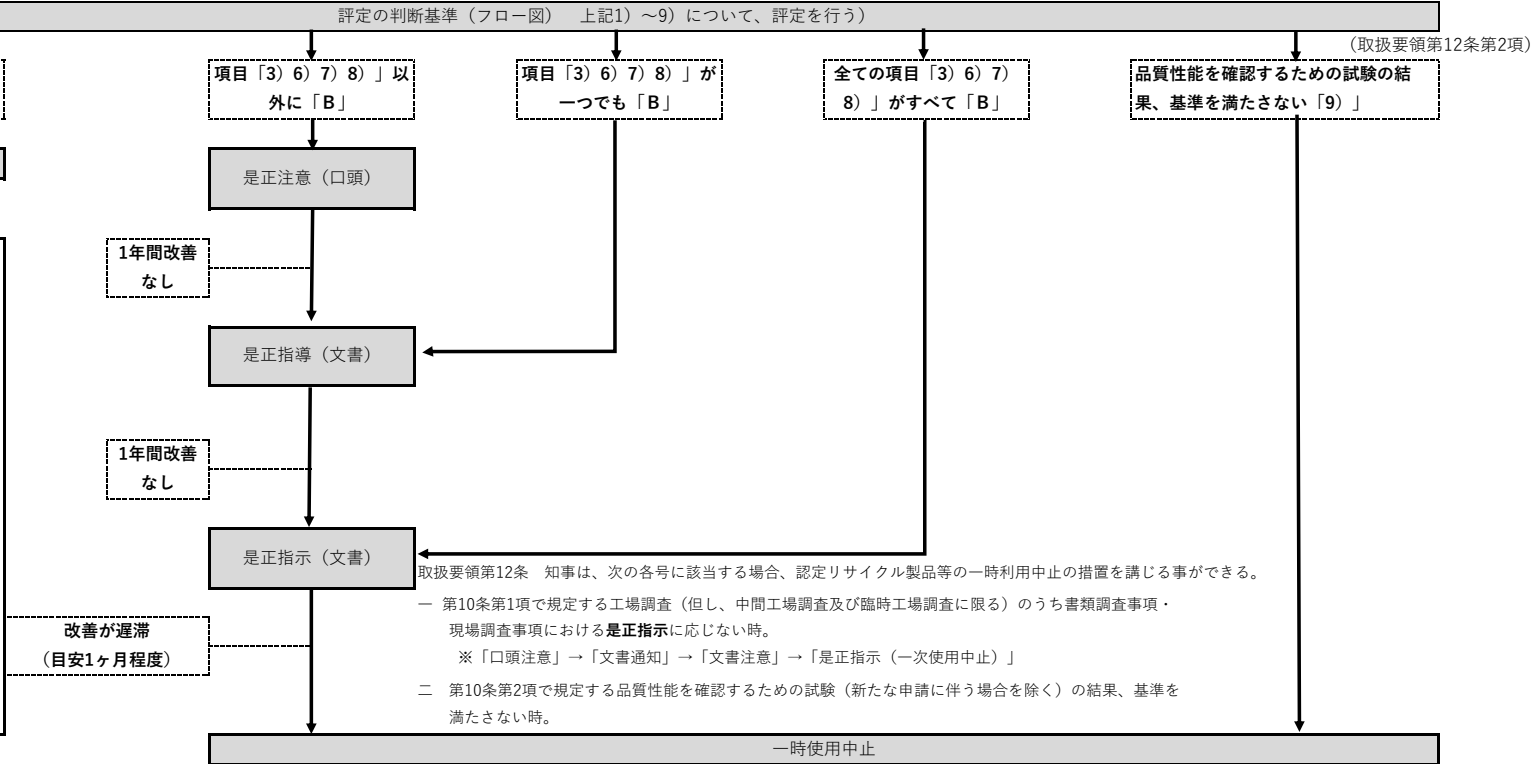 評定の判断基準（フロー図）　上記1）～9）について、評定を行う）
（取扱要領第12条第2項）
項目「3）6）7）8）」以
外に「B」
項目「3）6）7）8）」が
一つでも「B」
全ての項目「3）6）7）
8）」がすべて「B」
品質性能を確認するための試験の結
果、基準を満たさない「9）」
是正注意（口頭）
1年間改善
なし
是正指導（文書）
1年間改善
なし
是正指示（文書）
取扱要領第12条　知事は、次の各号に該当する場合、認定リサイクル製品等の一時利用中止の措置を講じる事ができる。
一 第10条第1項で規定する工場調査（但し、中間工場調査及び臨時工場調査に限る）のうち書類調査事項・
現場調査事項における是正指示に応じない時。
※「口頭注意」→「文書通知」→「文書注意」→「是正指示（一次使用中止）」
二　第10条第2項で規定する品質性能を確認するための試験（新たな申請に伴う場合を除く）の結果、基準を
満たさない時。
改善が遅滞
（目安1ヶ月程度）
一時使用中止